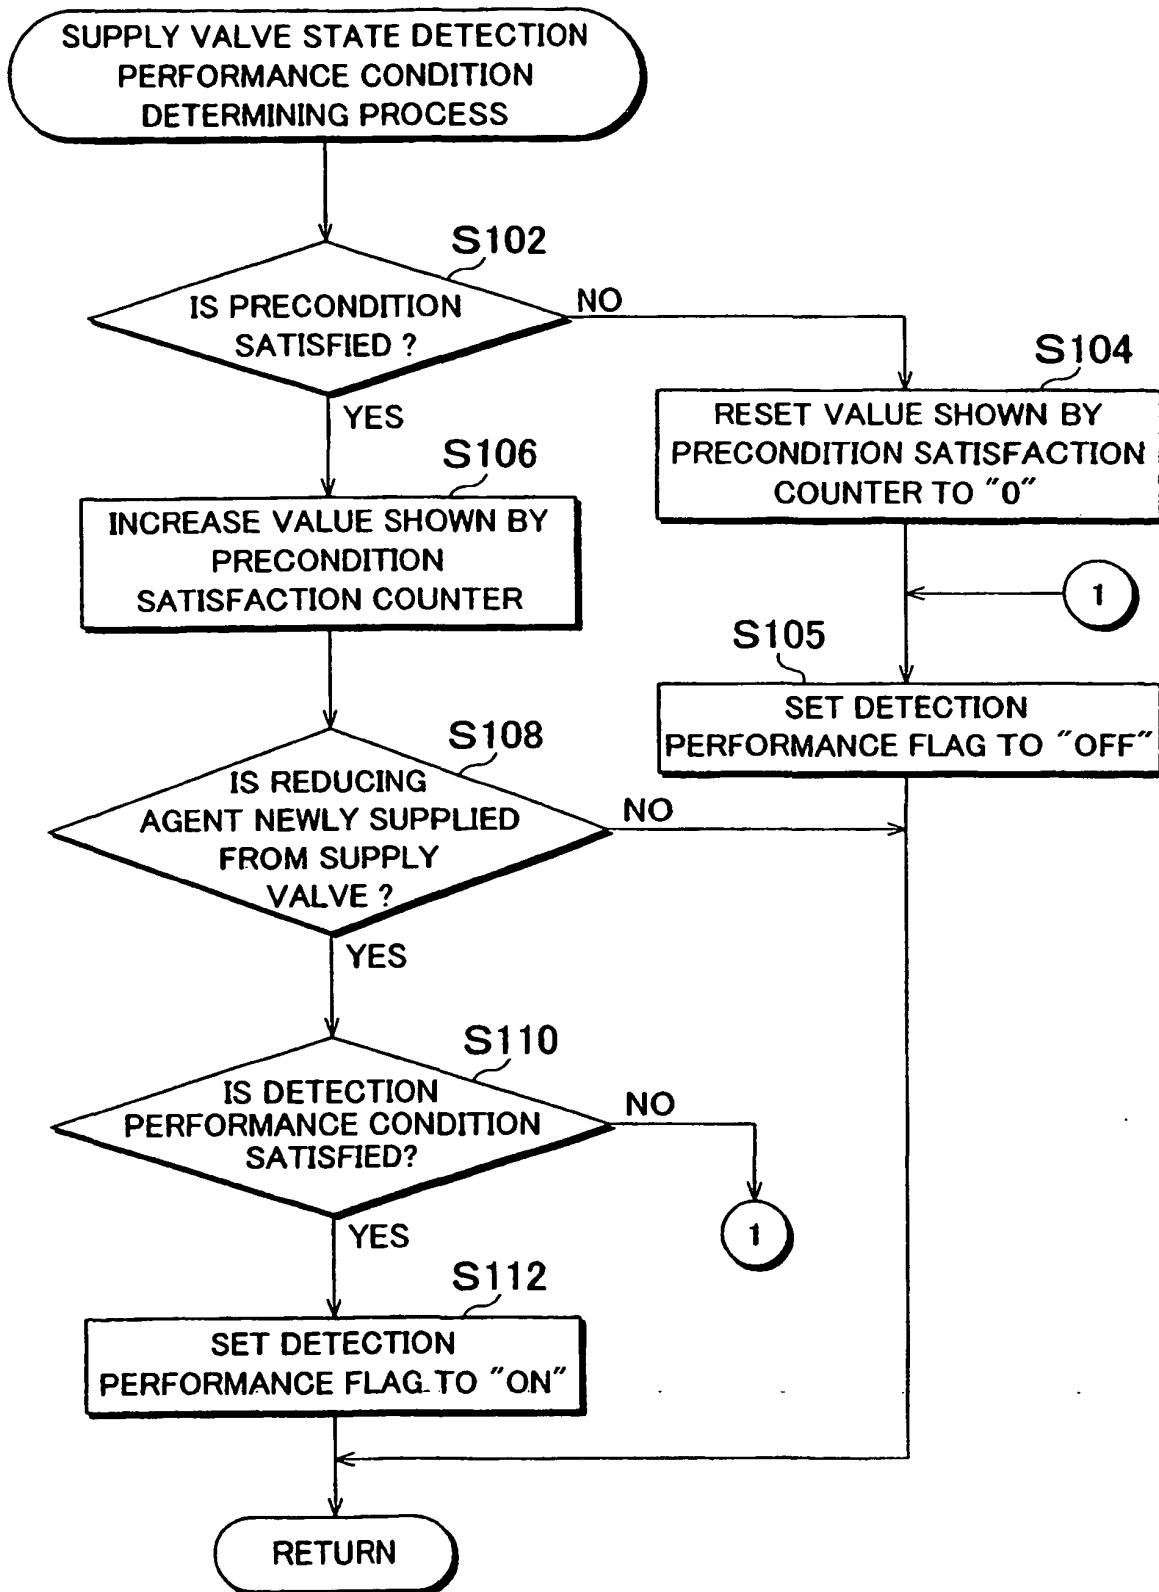 SUPPLY VALVE STATE DETECTION
PERFORMANCE CONDITION
DETERMINING PROCESS
S102
IS PRECONDITION
SATISFIED ?
NO
YES
S104
RESET VALUE SHOWN BY
PRECONDITION SATISFACTION
COUNTER TO "0"
S106
INCREASE VALUE SHOWN BY
PRECONDITION
SATISFACTION COUNTER
1
S105
SET DETECTION
PERFORMANCE FLAG TO "OFF"
S108
IS REDUCING
AGENT NEWLY SUPPLIED
FROM SUPPLY
VALVE ?
NO
YES
S110
IS DETECTION
PERFORMANCE CONDITION
SATISFIED?
NO
1
YES
S112
SET DETECTION
PERFORMANCE FLAG TO "ON"
RETURN